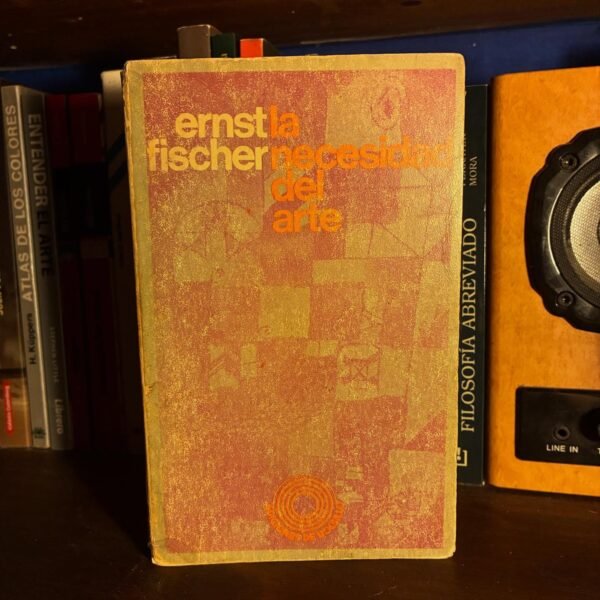 ernst la
fischer necesidad
del
arte
ATLAS DE LOS COLORES
H. Küppers
ENTENDER EL ARTE
MORA
FILOSOFÍA ABREVIADO
LINE IN